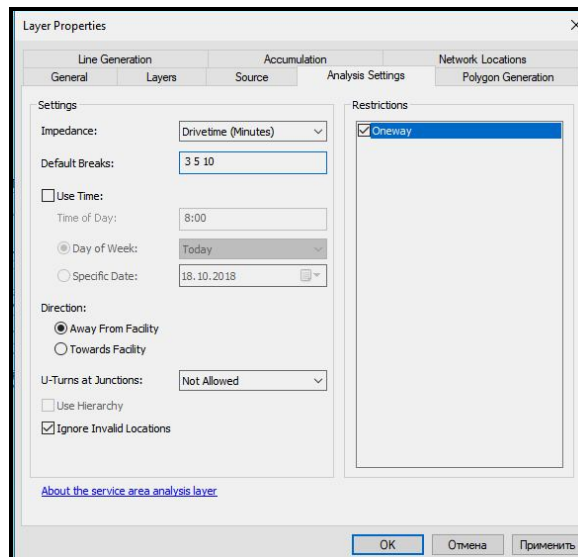 Layer Properties
Line Generation Accumulation Network Locations
General Layers Source Analysis Settings Polygon Generation
Settings
Impedance: Drivetime (Minutes)
Default Breaks: 3 5 10
Use Time:
Time of Day: 8:00
Day of Week: Today
Specific Date: 18.10.2018
Direction:
Away From Facility
Towards Facility
U-Turns at Junctions: Not Allowed
Use Hierarchy
Ignore Invalid Locations
Restrictions
Oneway
About the service area analysis layer
OK Отмена Применить